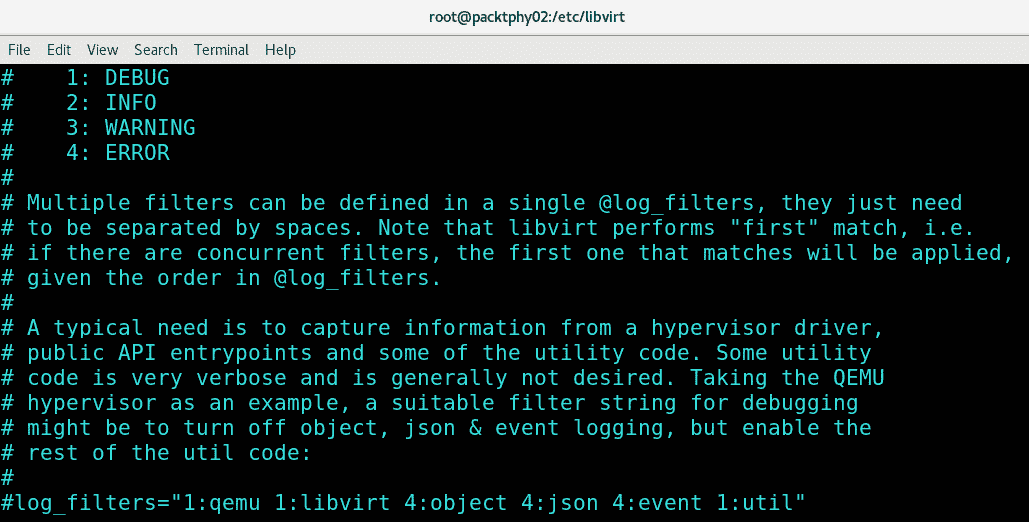 root@packtphy02:/etc/libvirt
File Edit View Search Terminal Help
#    1: DEBUG
#    2: INFO
#    3: WARNING
#    4: ERROR
#
# Multiple filters can be defined in a single @log_filters, they just need
# to be separated by spaces. Note that libvirt performs "first" match, i.e.
# if there are concurrent filters, the first one that matches will be applied,
# given the order in @log_filters.
#
# A typical need is to capture information from a hypervisor driver,
# public API entrypoints and some of the utility code. Some utility
# code is very verbose and is generally not desired. Taking the QEMU
# hypervisor as an example, a suitable filter string for debugging
# might be to turn off object, json & event logging, but enable the
# rest of the util code:
#
#log_filters="1:qemu 1:libvirt 4:object 4:json 4:event 1:util"